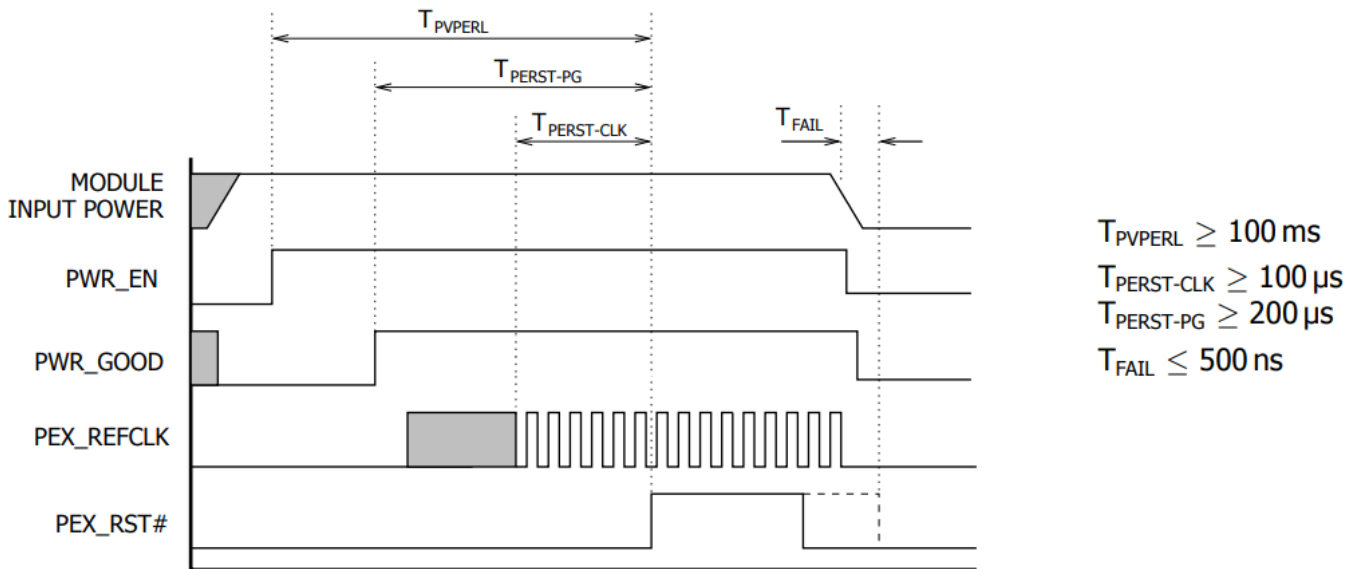 TPVPERL
TPERST-PG
TPERST-CLK
TFAIL
MODULE
INPUT POWER
PWR_EN
PWR_GOOD
PEX_REFCLK
PEX_RST#
TPVPERL ≥ 100 ms
TPERST-CLK ≥ 100 µs
TPERST-PG ≥ 200 µs
TFAIL ≤ 500 ns